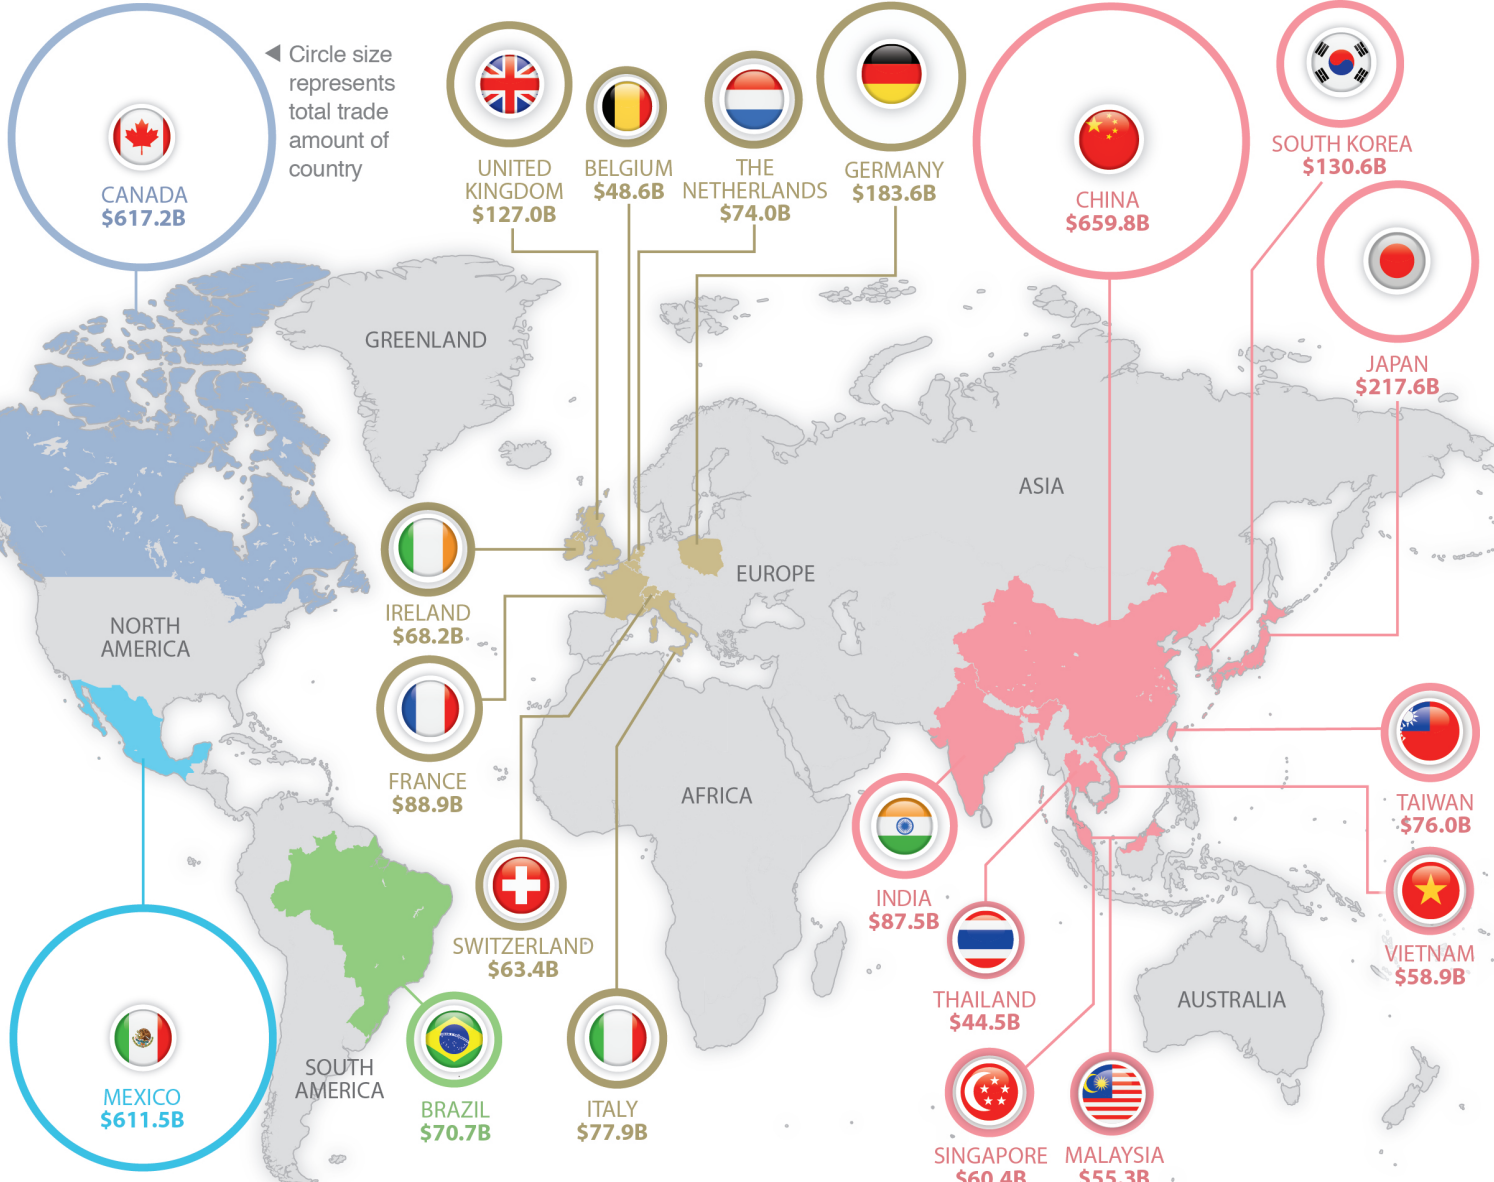 Circle size
represents
total trade
amount of
country
CANADA
$617.2B
UNITED
KINGDOM
$127.0B
BELGIUM
$48.6B
THE
NETHERLANDS
$74.0B
GERMANY
$183.6B
CHINA
$659.8B
SOUTH KOREA
$130.6B
JAPAN
$217.6B
GREENLAND
ASIA
EUROPE
NORTH
AMERICA
IRELAND
$68.2B
FRANCE
$88.9B
AFRICA
TAIWAN
$76.0B
INDIA
$87.5B
SWITZERLAND
$63.4B
VIETNAM
$58.9B
THAILAND
$44.5B
AUSTRALIA
SOUTH
AMERICA
MEXICO
$611.5B
BRAZIL
$70.7B
ITALY
$77.9B
SINGAPORE
$60.4B
MALAYSIA
$55.3B